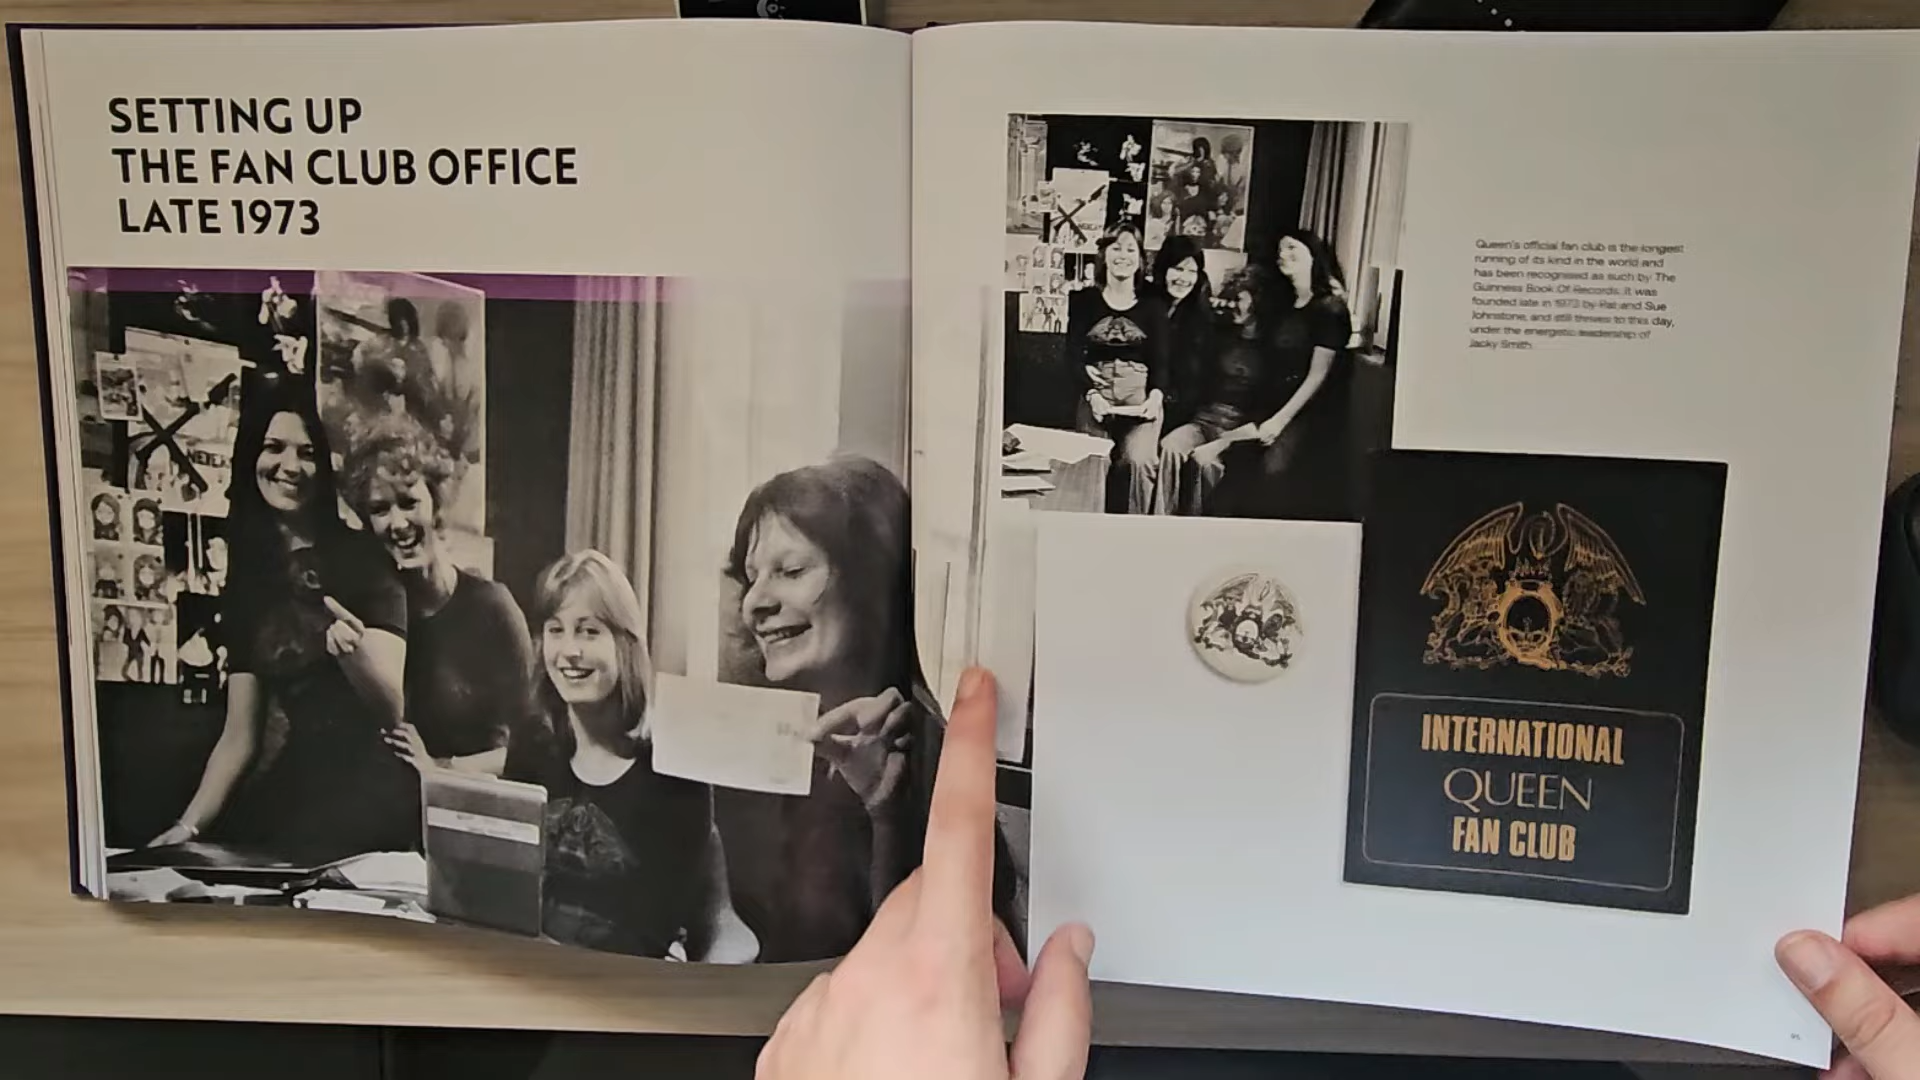 SETTING UP
THE FAN CLUB OFFICE
LATE 1973
Queen's official fan club is the longest
running of its kind in the world and
has been recognised as such by The
Guinness Book Of Records. It was
founded late in 1973 by Pat and Sue
Johnstone, and still thrives to this day,
under the energetic leadership of
Jacky Smith.
INTERNATIONAL
QUEEN
FAN CLUB